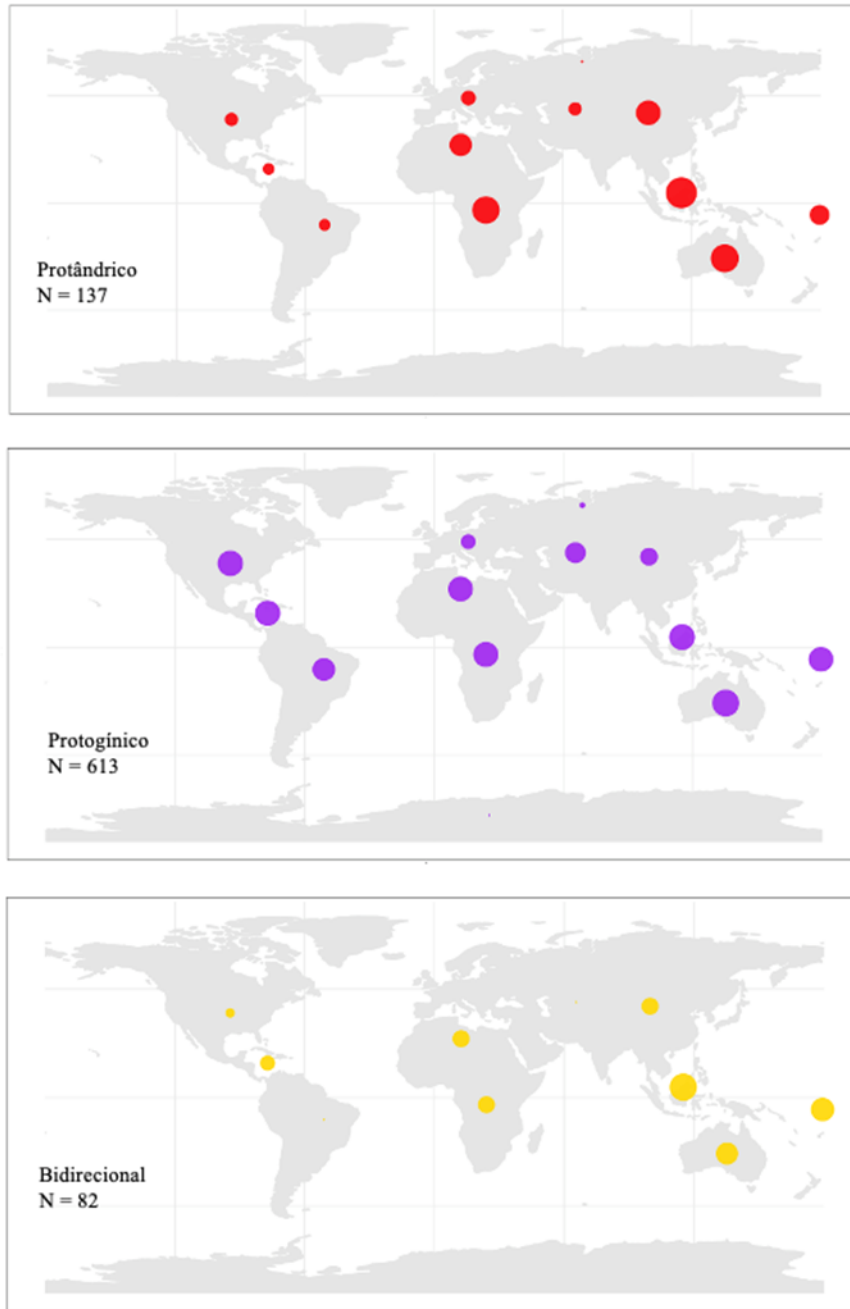 Protândrico
N = 137
Protogínico
N = 613
Bidirecional
N = 82